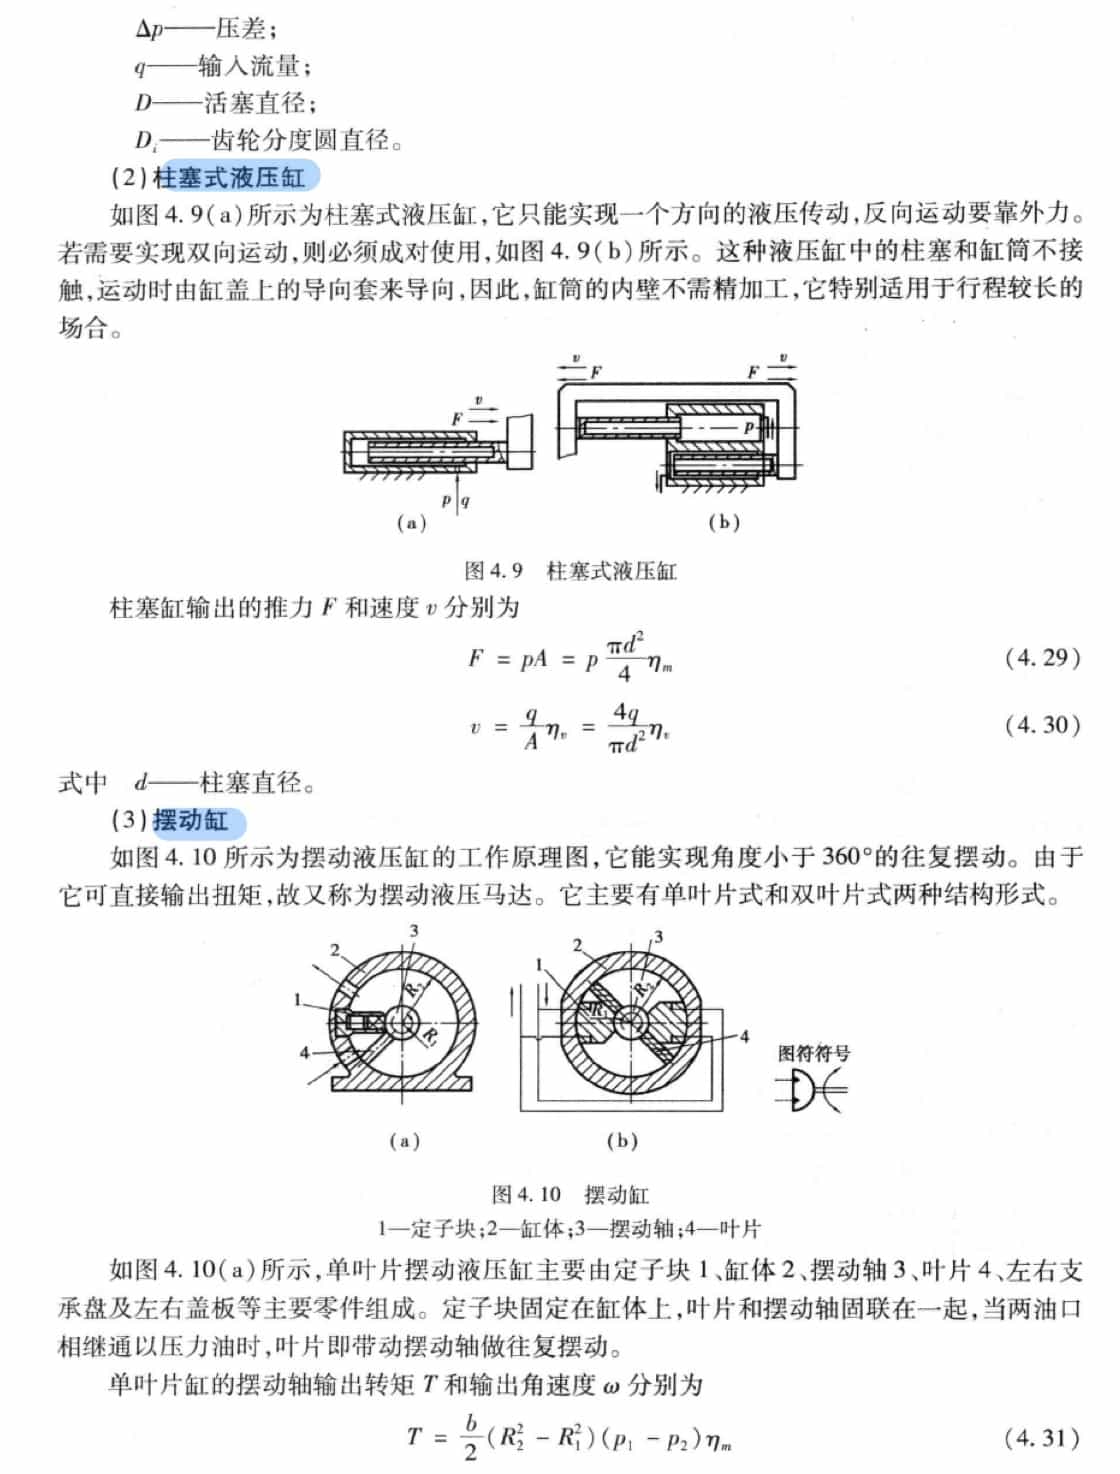 Δp——压差；
q——输入流量；
D——活塞直径；
D_i——齿轮分度圆直径。
(2)柱塞式液压缸
如图4.9(a)所示为柱塞式液压缸,它只能实现一个方向的液压传动,反向运动要靠外力。
若需要实现双向运动,则必须成对使用,如图4.9(b)所示。这种液压缸中的柱塞和缸筒不接
触,运动时由缸盖上的导向套来导向,因此,缸筒的内壁不需精加工,它特别适用于行程较长的
场合。
v
F
p q
(a)
v
F
F
v
p
(b)
图4.9 柱塞式液压缸
柱塞缸输出的推力 F 和速度 v 分别为
F = pA = p \frac{πd^2}{4} η_m (4.29)
v = \frac{q}{A} η_v = \frac{4q}{πd^2} η_v (4.30)
式中 d——柱塞直径。
(3)摆动缸
如图4.10所示为摆动液压缸的工作原理图,它能实现角度小于360°的往复摆动。由于
它可直接输出扭矩,故又称为摆动液压马达。它主要有单叶片式和双叶片式两种结构形式。
3
2
1
4
R_2
R_1
(a)
3
2
1
4
R_1
(b)
图符符号
图4.10 摆动缸
1—定子块;2—缸体;3—摆动轴;4—叶片
如图4.10(a)所示,单叶片摆动液压缸主要由定子块1、缸体2、摆动轴3、叶片4、左右支
承盘及左右盖板等主要零件组成。定子块固定在缸体上,叶片和摆动轴固联在一起,当两油口
相继通以压力油时,叶片即带动摆动轴做往复摆动。
单叶片缸的摆动轴输出转矩 T 和输出角速度 ω 分别为
T = \frac{b}{2}(R_2^2 - R_1^2)(p_1 - p_2)η_m (4.31)